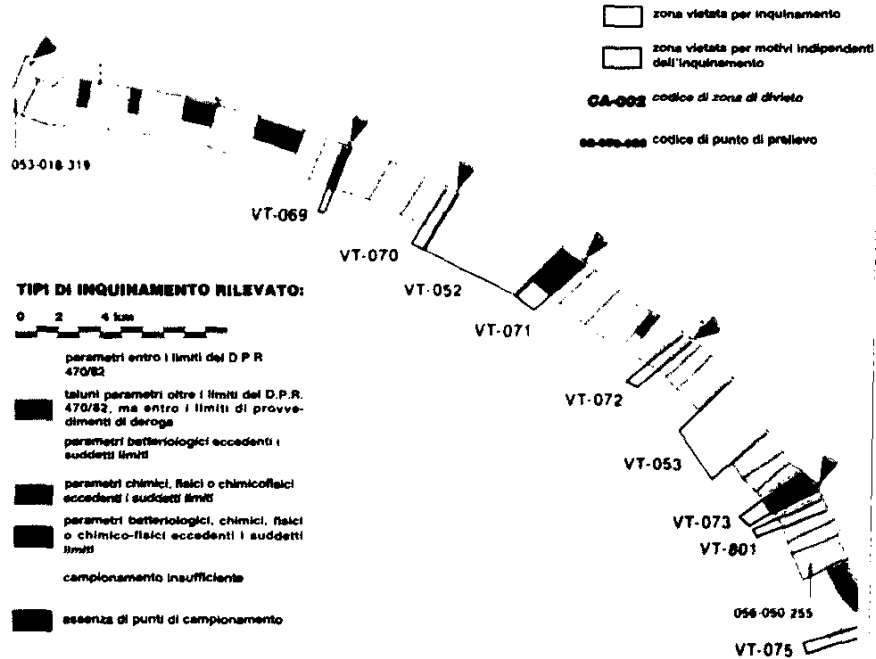 zona vietata per inquinamento
zona vietata per motivi indipendenti
dall'inquinamento
CA-002 codice di zona di divieto
codice di punto di prelievo
053-018 319
VT-069
VT-070
VT-052
VT-071
VT-072
VT-053
VT-073
VT-801
056-050 255
VT-075
TIPI DI INQUINAMENTO RILEVATO:
0 2 4 km
parametri entro i limiti del D P R
470/82
taluni parametri oltre i limiti del D.P.R.
470/82, ma entro i limiti di provve-
dimenti di deroga
parametri batteriologici eccedenti i
suddetti limiti
parametri chimici, fisici o chimicofisici
eccedenti i suddetti limiti
parametri batteriologici, chimici, fisici
o chimico-fisici eccedenti i suddetti
limiti
campionamento insufficiente
assenza di punti di campionamento